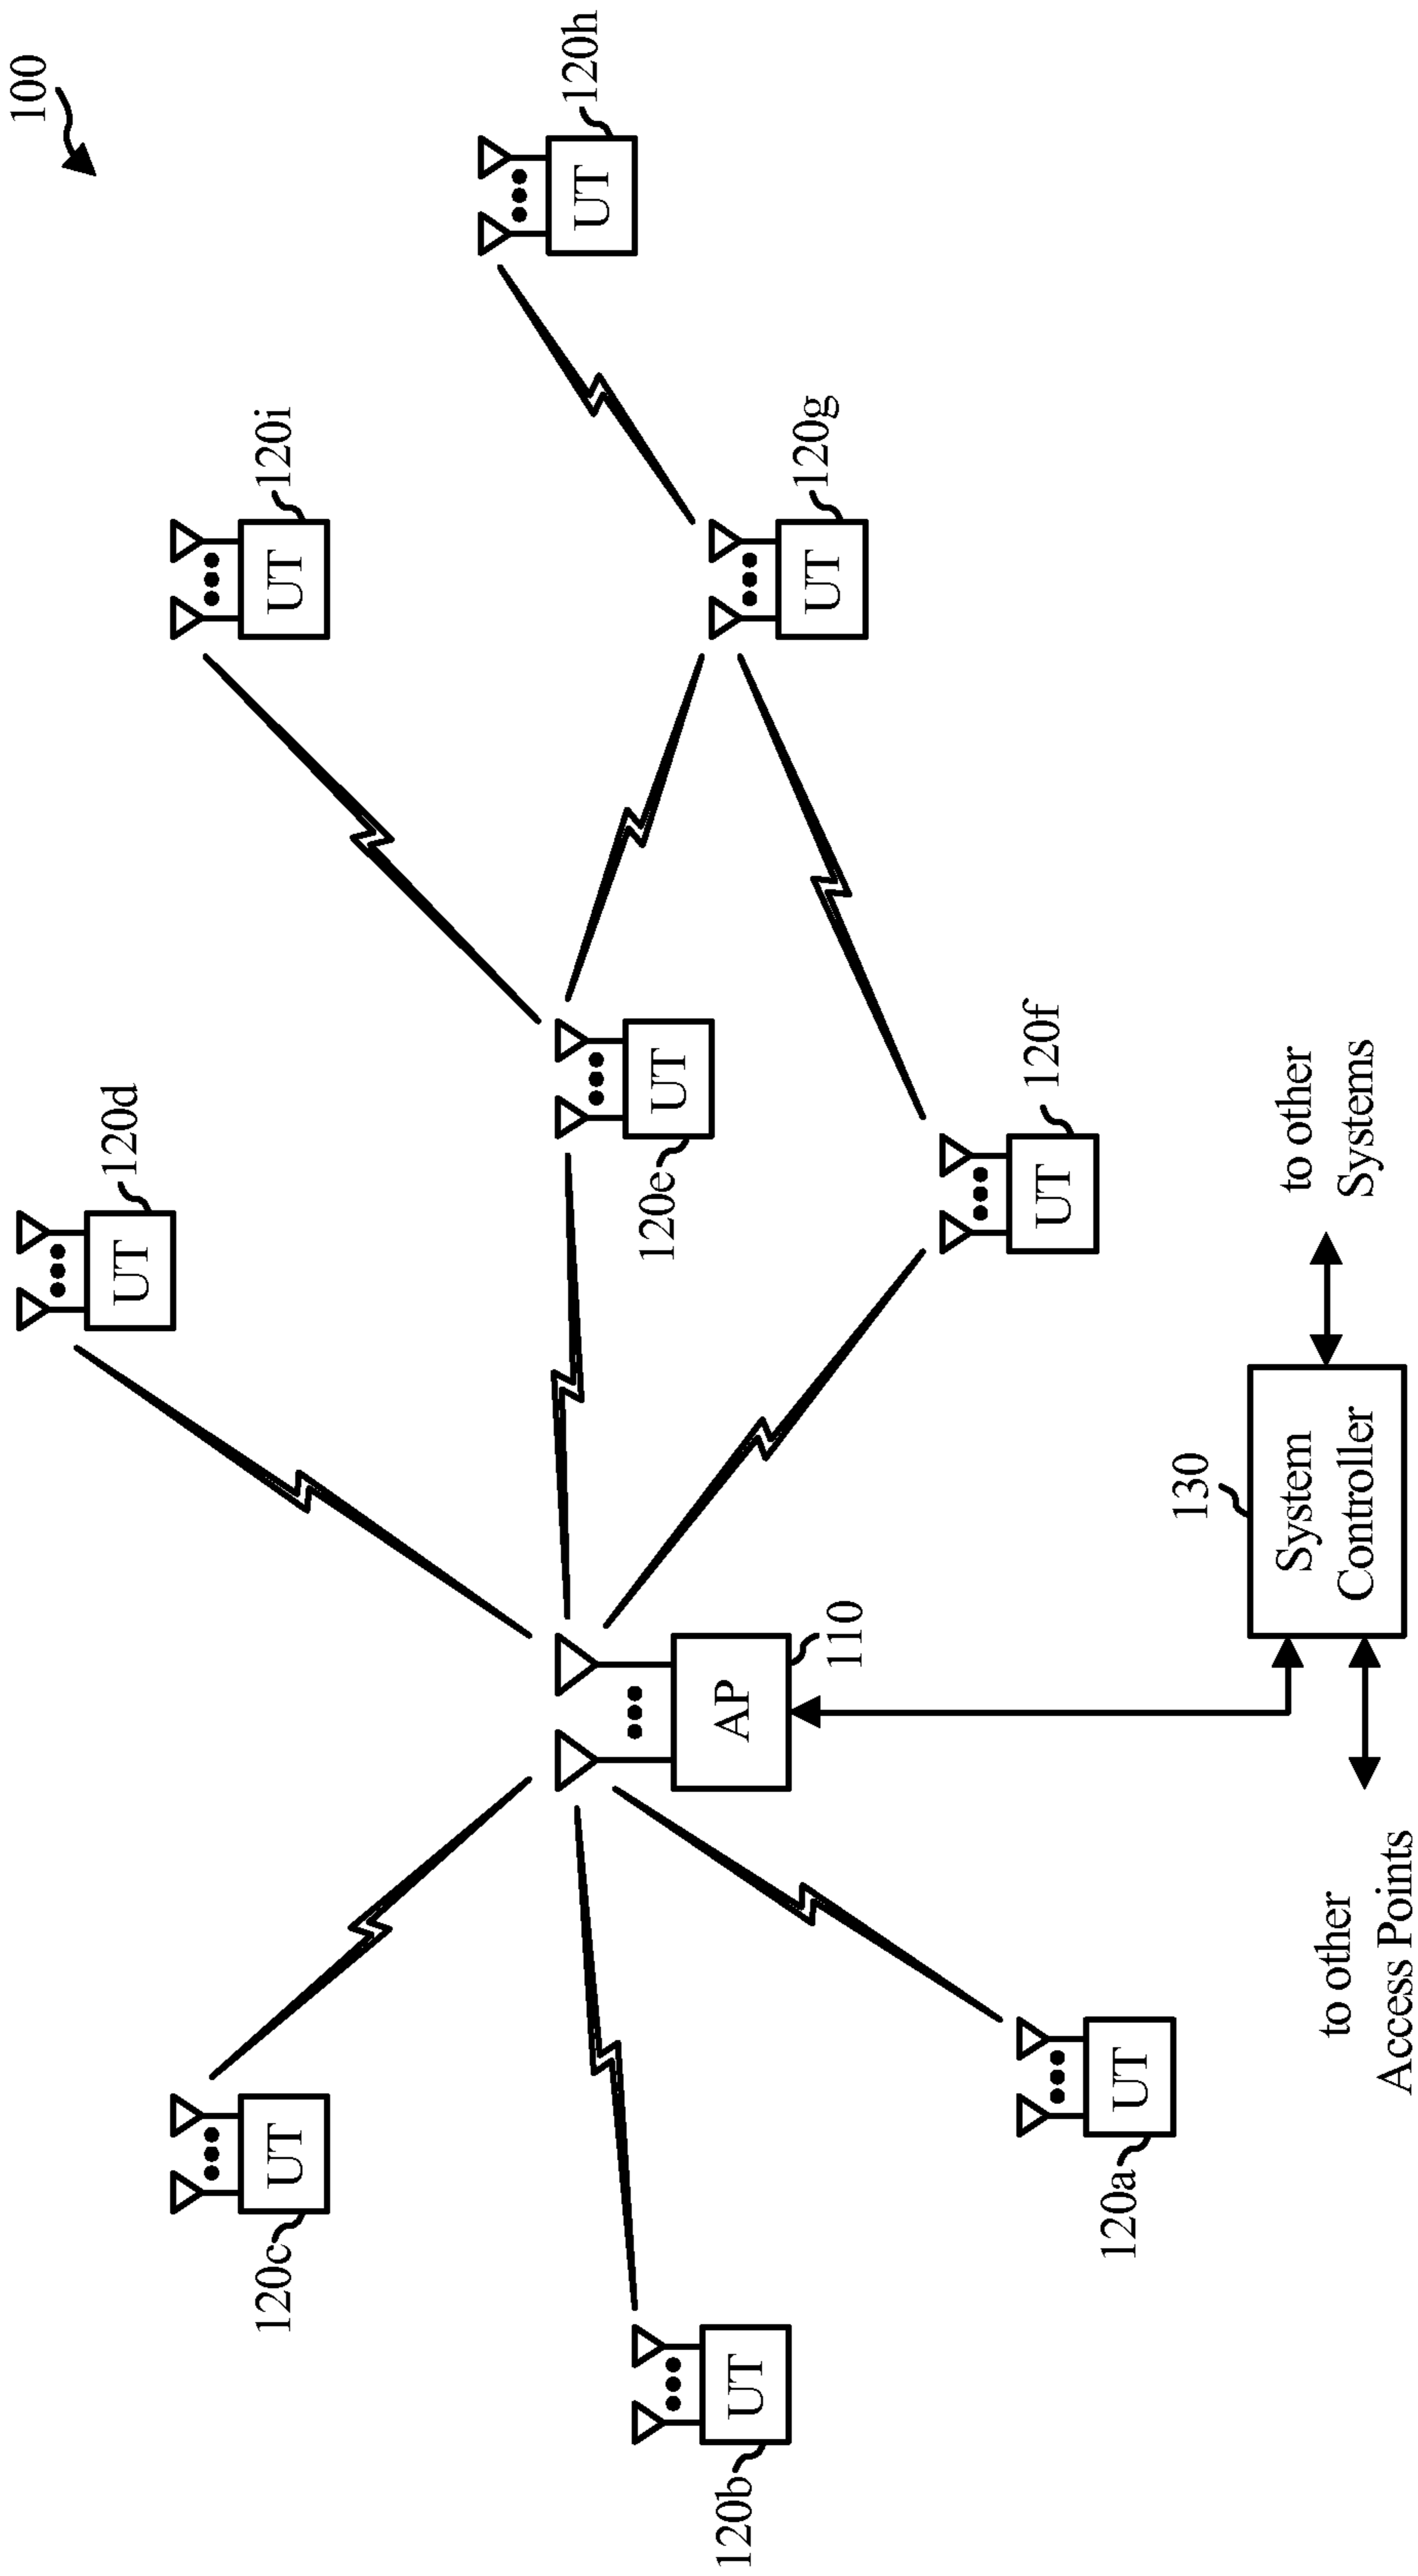 100
120d
UT
120i
UT
120c
UT
120h
UT
120e
UT
120g
UT
120b
UT
AP
110
120f
UT
120a
UT
130
System
Controller
to other
Systems
to other
Access Points